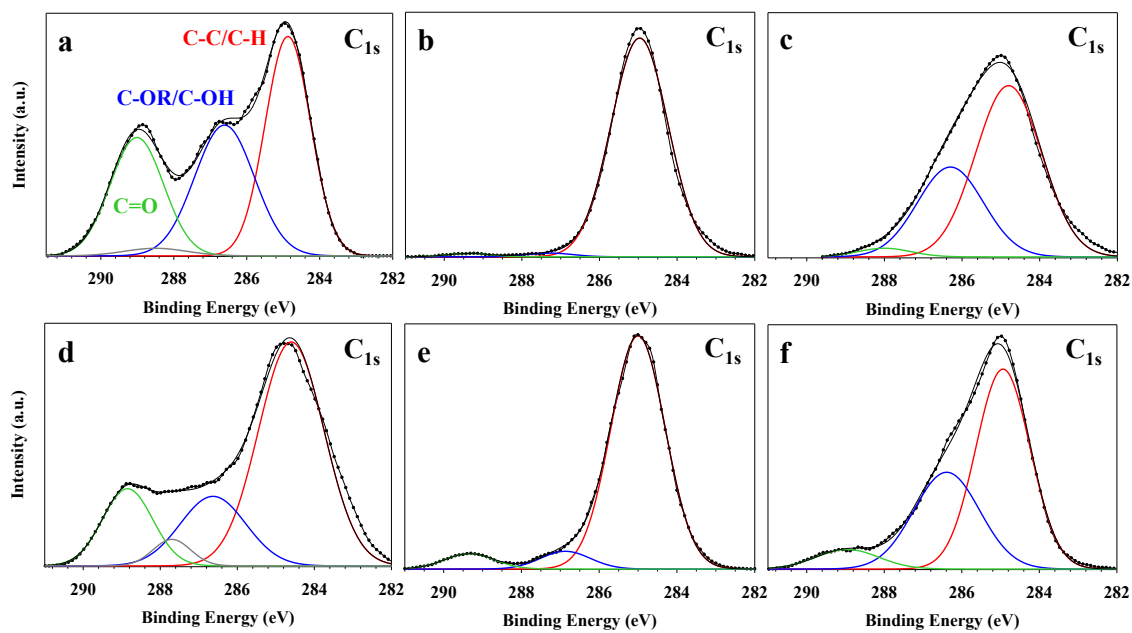 a C-C/C-H C1s
C-OR/C-OH
C=O
Intensity (a.u.)
290 288 286 284 282
Binding Energy (eV)
b C1s
288 286 284 282
Binding Energy (eV)
c C1s
290 288 286 284 282
Binding Energy (eV)
d C1s
Intensity (a.u.)
290 288 286 284 282
Binding Energy (eV)
e C1s
290 288 286 284 282
Binding Energy (eV)
f C1s
290 288 286 284 282
Binding Energy (eV)